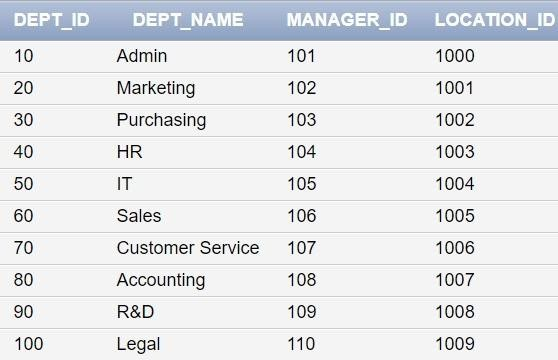 DEPT_ID DEPT_NAME MANAGER_ID LOCATION_ID
10 Admin 101 1000
20 Marketing 102 1001
30 Purchasing 103 1002
40 HR 104 1003
50 IT 105 1004
60 Sales 106 1005
70 Customer Service 107 1006
80 Accounting 108 1007
90 R&D 109 1008
100 Legal 110 1009